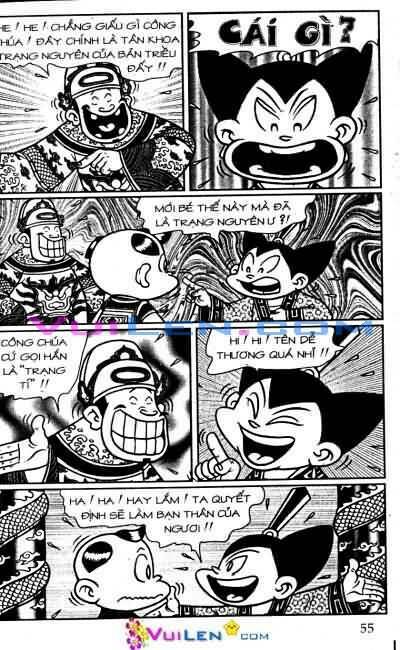 HE! HE! CHẲNG GIẤU GÌ CÔNG
CHÚA! ĐÂY CHÍNH LÀ TÂN KHOA
TRẠNG NGUYÊN CỦA BẢN TRIỀU
ĐẤY!!
CÁI GÌ?
MỚI BÉ THẾ NÀY MÀ ĐÃ
LÀ TRẠNG NGUYÊN Ư?!
CÔNG CHÚA
CỨ GỌI HẮN
LÀ "TRẠNG
TÍ"!!
HI! HI! TÊN DỄ
THƯƠNG QUÁ NHỈ!
VUILEN.COM
HA! HA! HAY LẮM! TA QUYẾT
ĐỊNH SẼ LÀM BẠN THÂN CỦA
NGƯƠI!!
55
VUILEN.COM